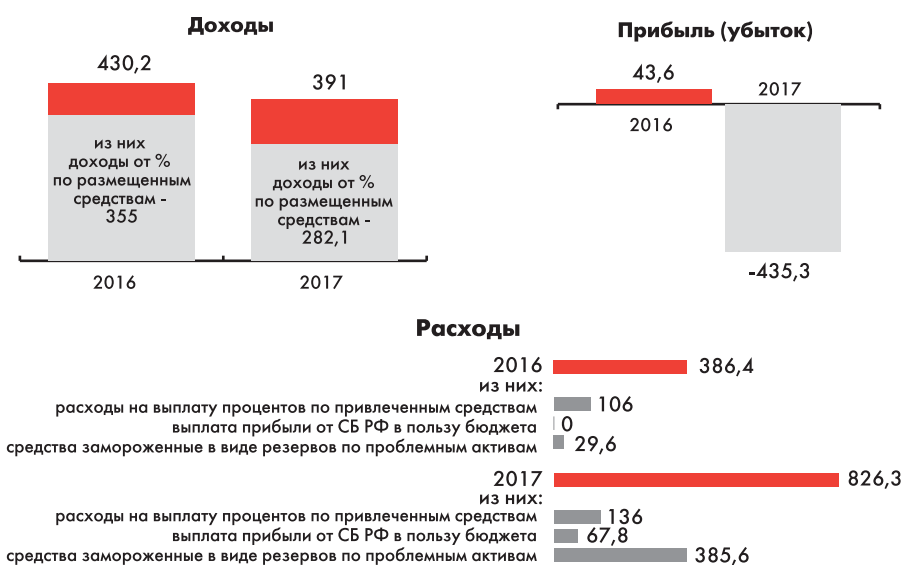 Доходы
430,2
из них
доходы от %
по размещенным
средствам -
355
2016
391
из них
доходы от %
по размещенным
средствам -
282,1
2017
Прибыль (убыток)
43,6
2016
2017
-435,3
Расходы
2016 386,4
из них:
расходы на выплату процентов по привлеченным средствам 106
выплата прибыли от СБ РФ в пользу бюджета 0
средства замороженные в виде резервов по проблемным активам 29,6
2017 826,3
из них:
расходы на выплату процентов по привлеченным средствам 136
выплата прибыли от СБ РФ в пользу бюджета 67,8
средства замороженные в виде резервов по проблемным активам 385,6